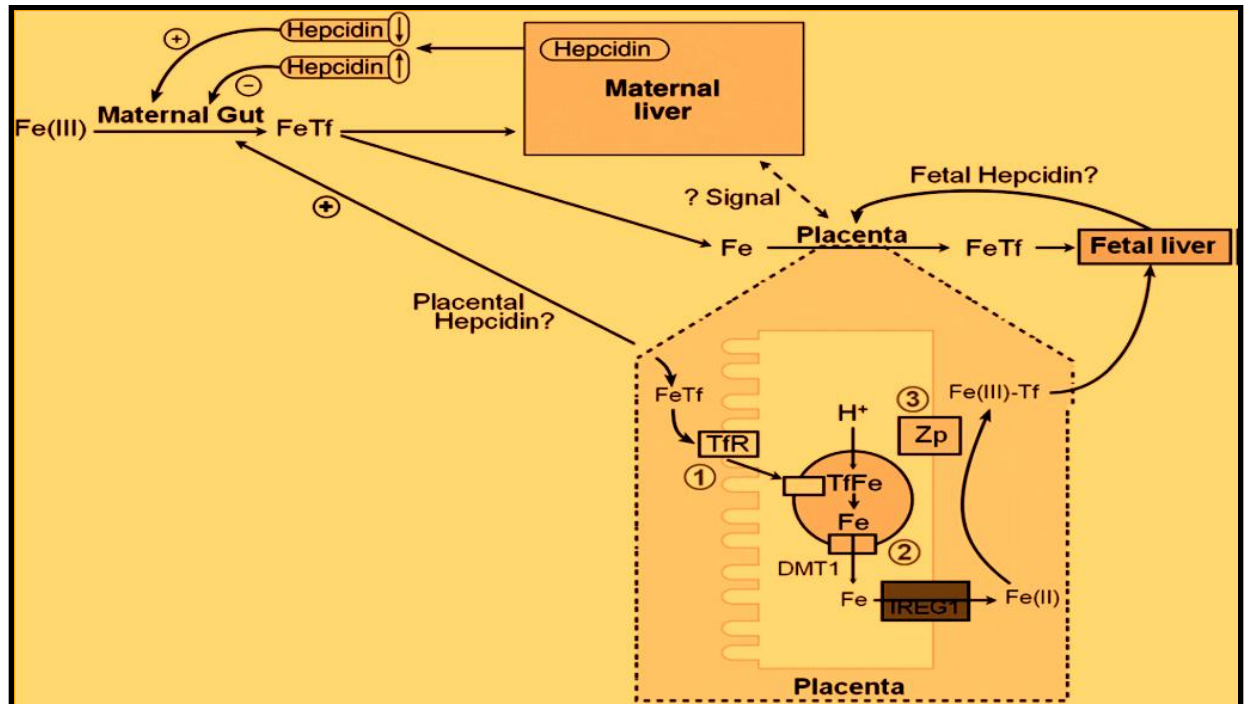 Hepcidin ↓
+
Hepcidin ↑
−
Hepcidin
Maternal
liver
Fe(III)
Maternal Gut
FeTf
? Signal
Fetal Hepcidin?
+
Fe
Placenta
FeTf
Fetal liver
Placental
Hepcidin?
FeTf
TfR
1
H+
TfFe
Fe
2
DMT1
Fe
IREG1
Fe(II)
3
Zp
Fe(III)-Tf
Placenta